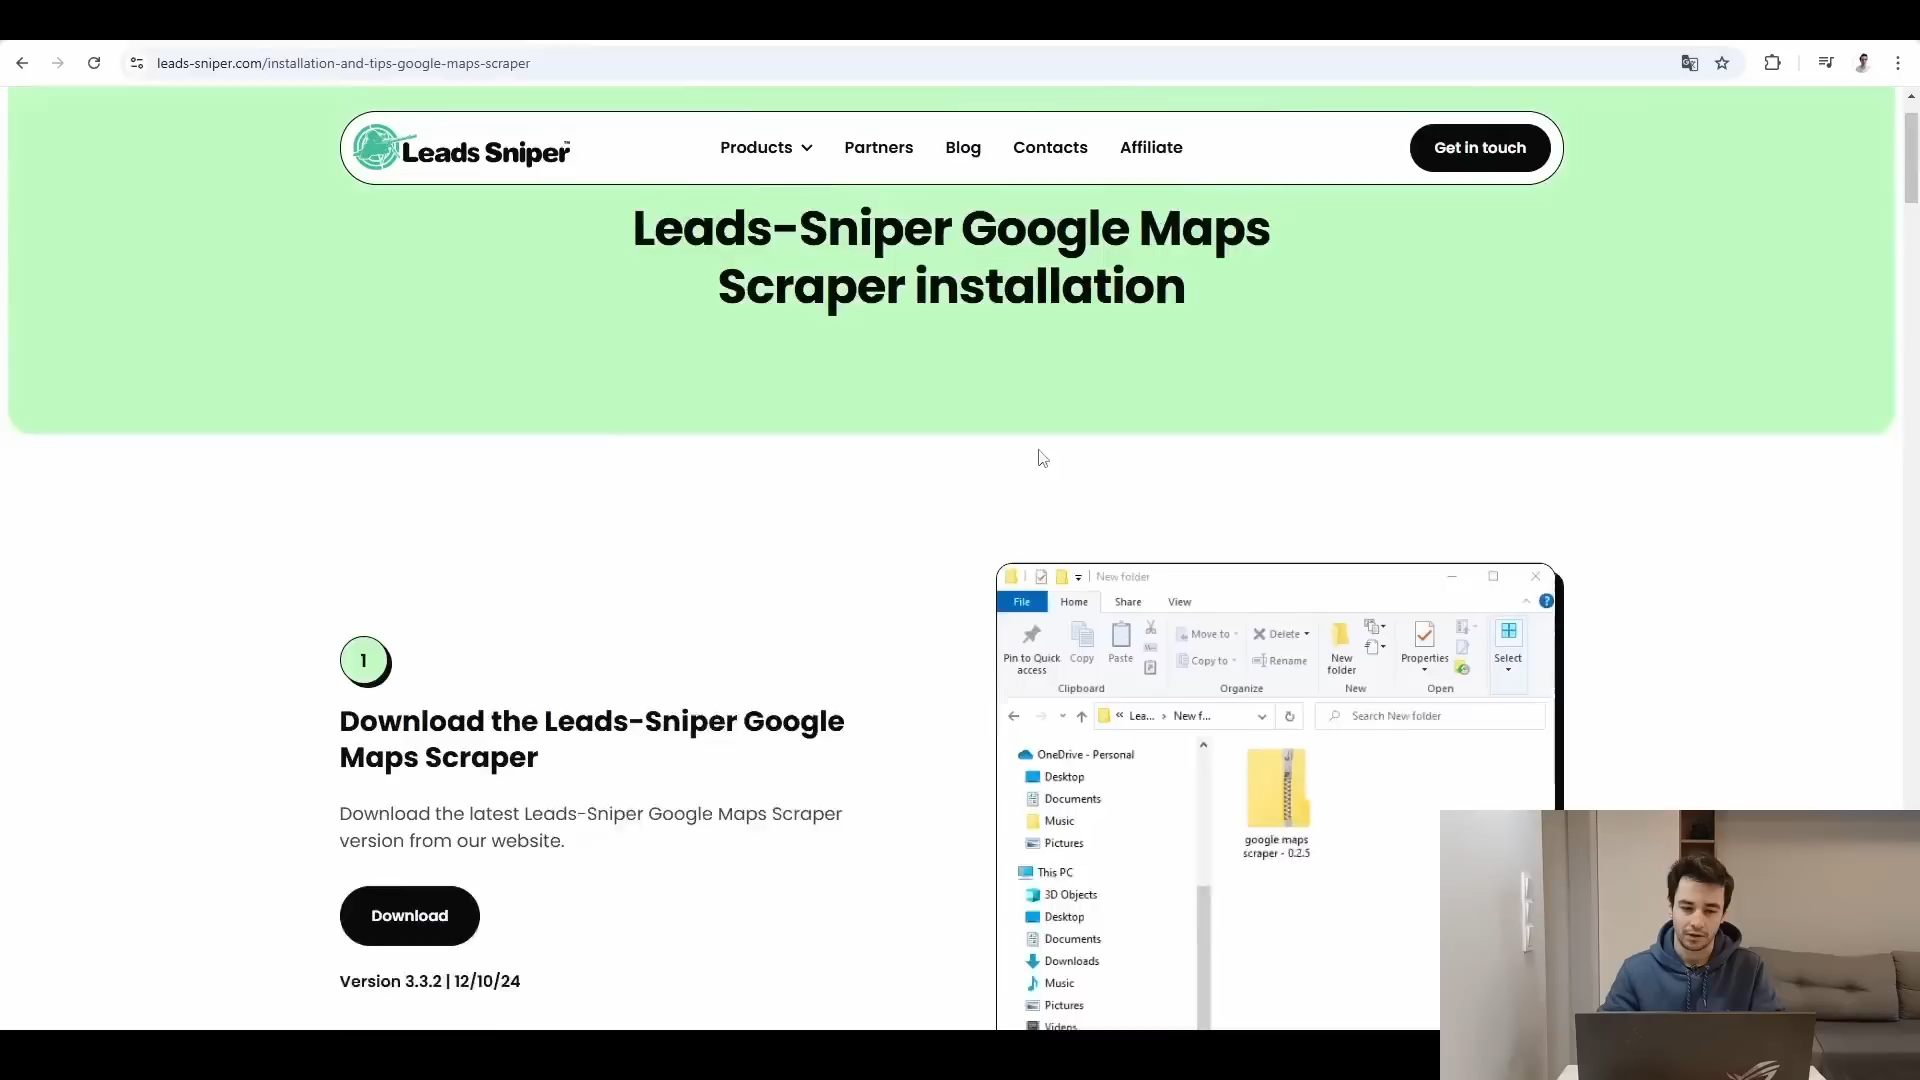 leads-sniper.com/installation-and-tips-google-maps-scraper
Leads Sniper™
Products
Partners
Blog
Contacts
Affiliate
Get in touch
Leads-Sniper Google Maps
Scraper installation
1
Download the Leads-Sniper Google
Maps Scraper
Download the latest Leads-Sniper Google Maps Scraper
version from our website.
Download
Version 3.3.2 | 12/10/24
New folder
File
Home
Share
View
Pin to Quick
access
Copy
Paste
Move to
Copy to
Delete
Rename
New
folder
Properties
Select
Clipboard
Organize
New
Open
« Lea... › New f...
Search New folder
OneDrive - Personal
Desktop
Documents
Music
Pictures
This PC
3D Objects
Desktop
Documents
Downloads
Music
Pictures
Videos
google maps
scraper - 0.2.5